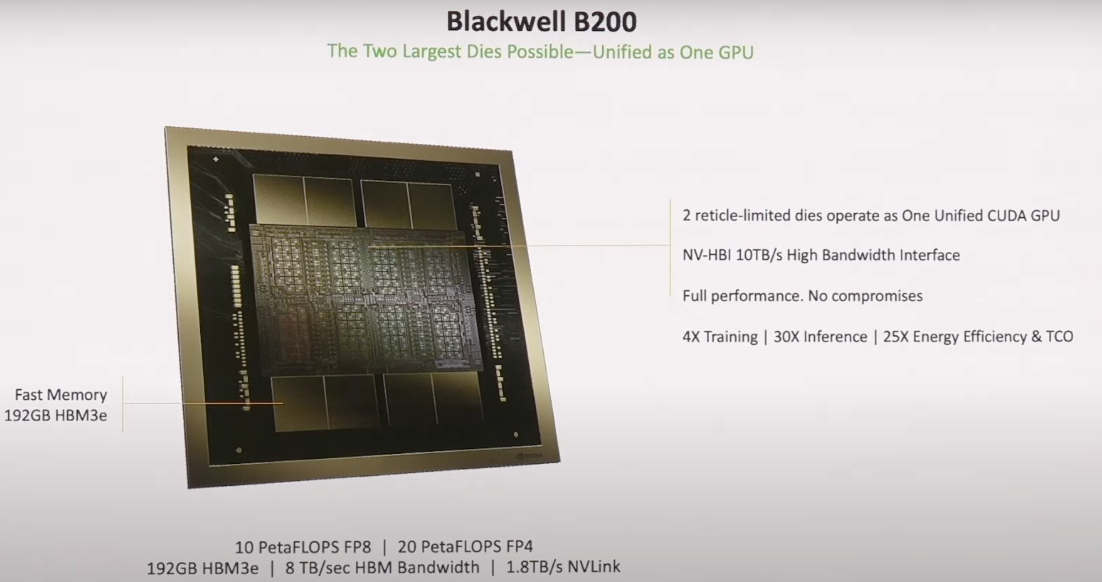 Blackwell B200
The Two Largest Dies Possible—Unified as One GPU
2 reticle-limited dies operate as One Unified CUDA GPU
NV-HBI 10TB/s High Bandwidth Interface
Full performance. No compromises
4X Training | 30X Inference | 25X Energy Efficiency & TCO
Fast Memory
192GB HBM3e
10 PetaFLOPS FP8 | 20 PetaFLOPS FP4
192GB HBM3e | 8 TB/sec HBM Bandwidth | 1.8TB/s NVLink